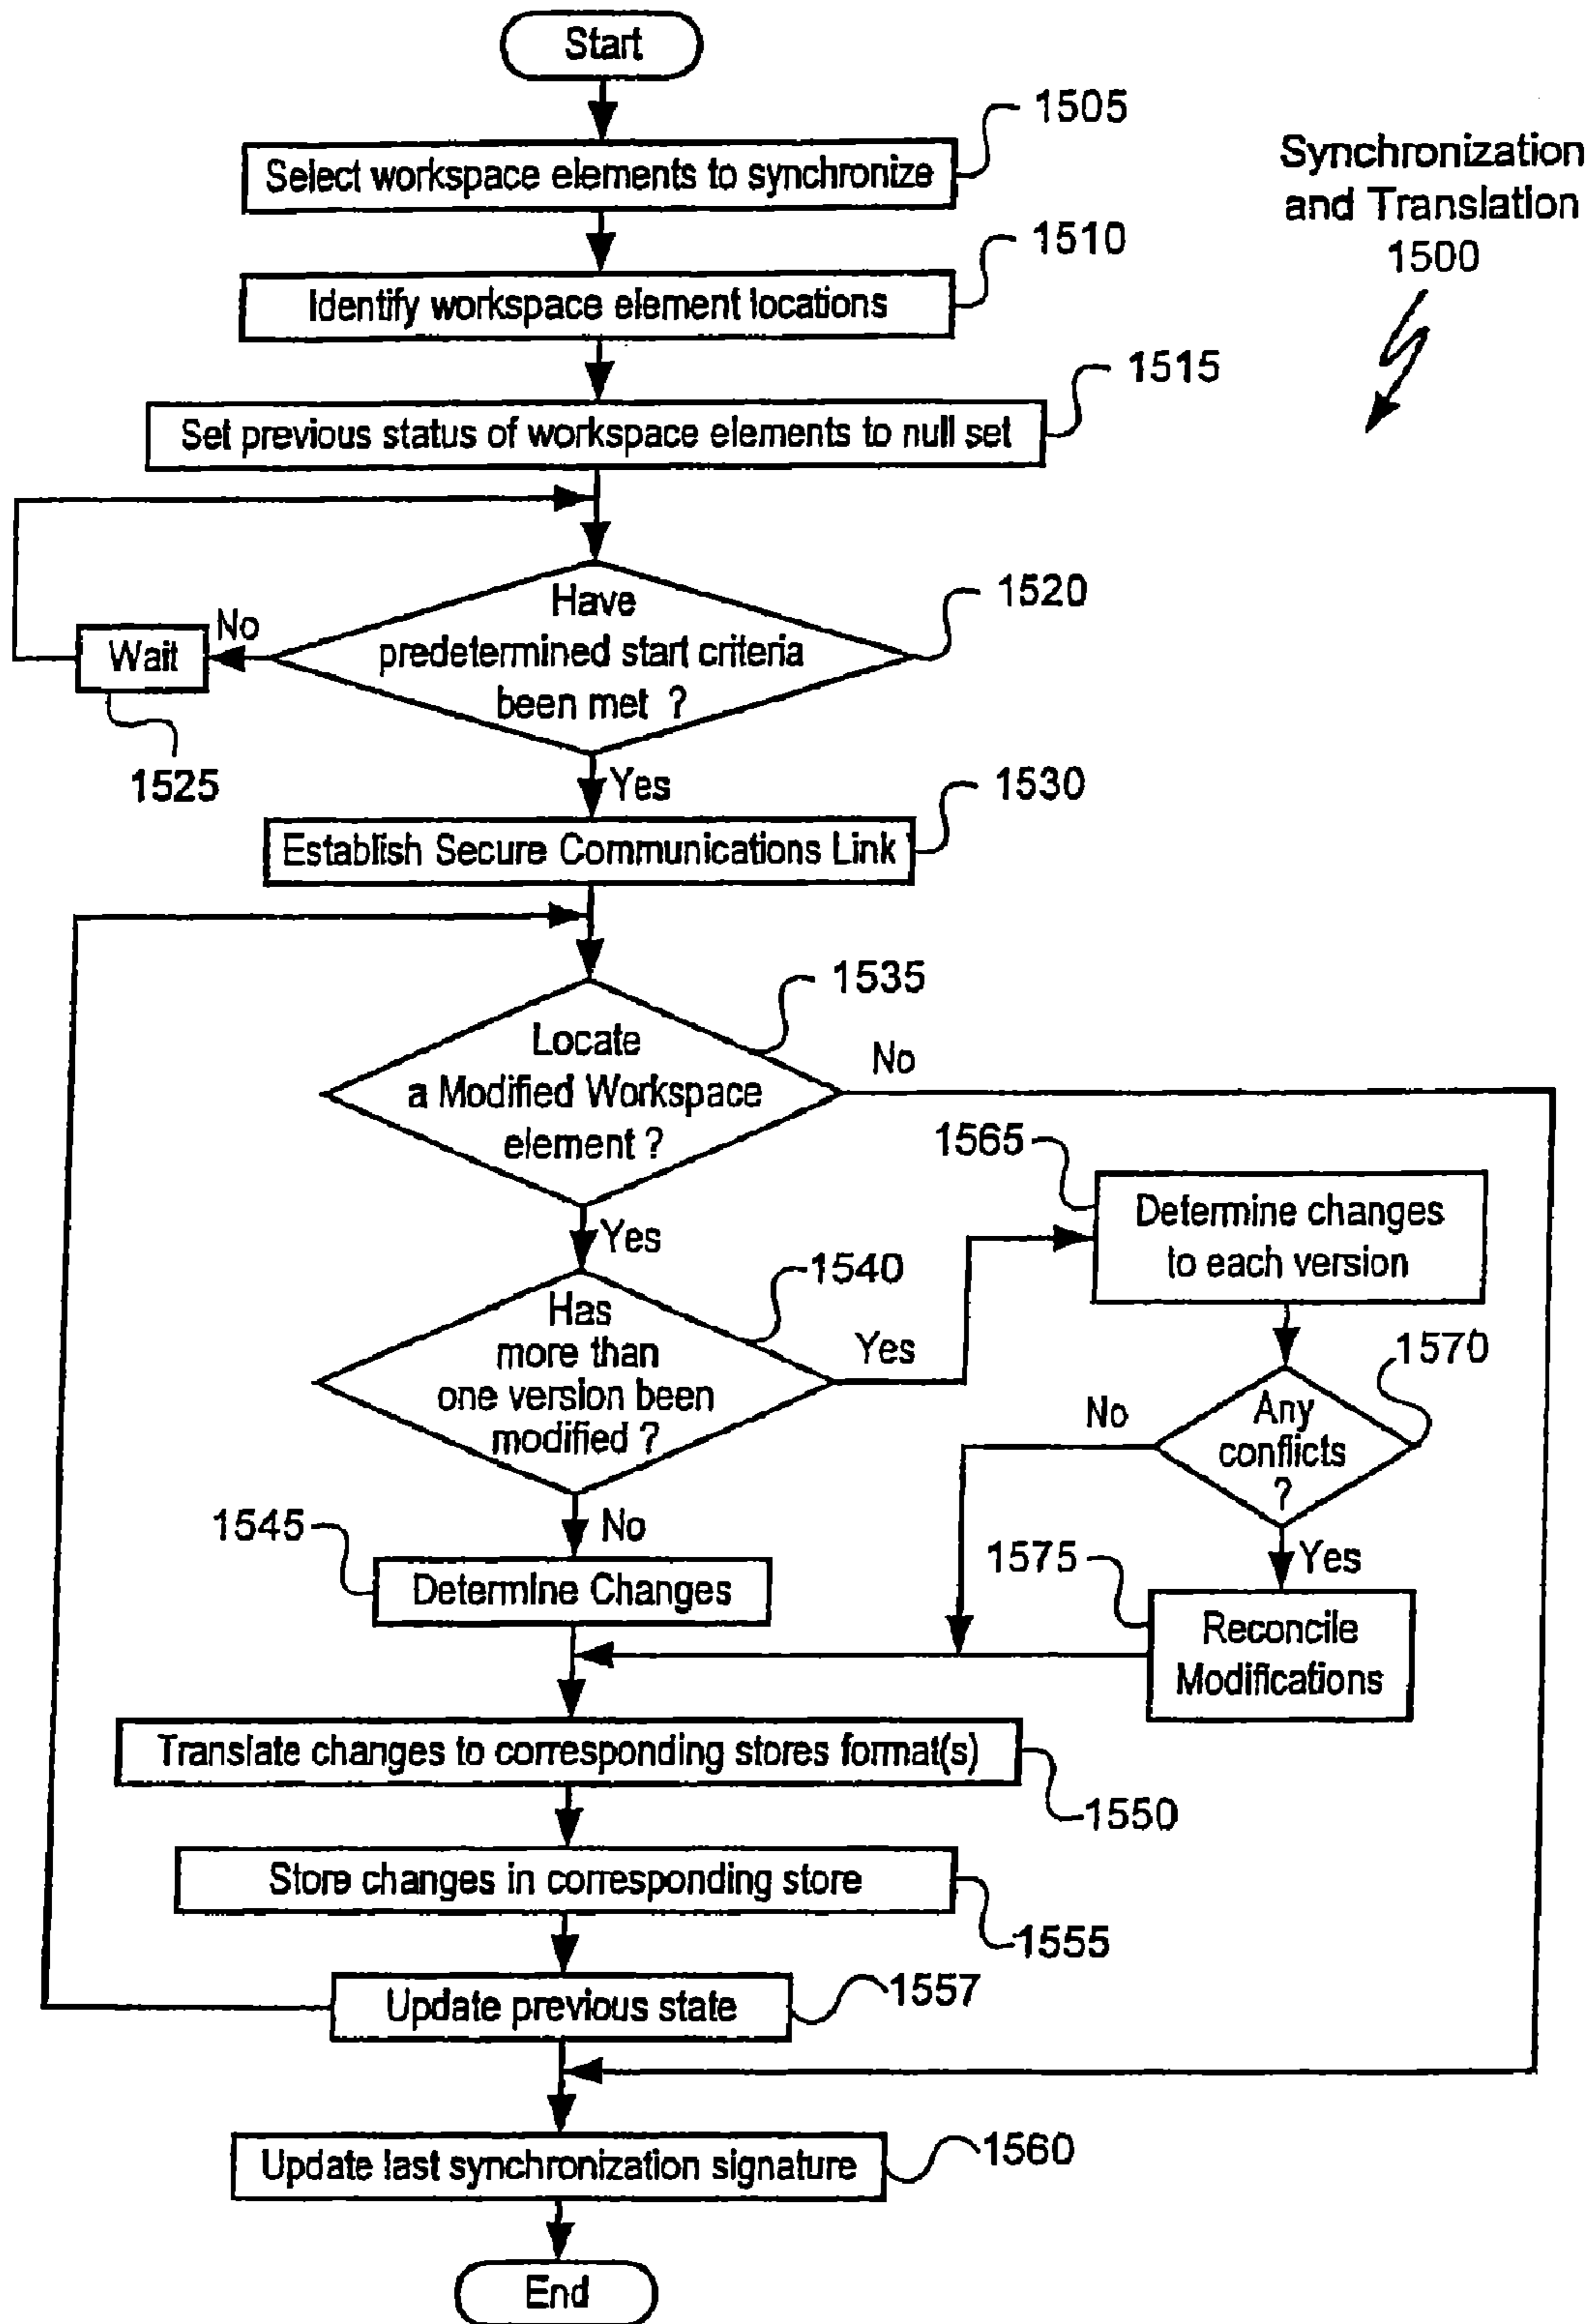 Start
1505
Select workspace elements to synchronize
Synchronization
and Translation
1500
1510
Identify workspace element locations
1515
Set previous status of workspace elements to null set
Have
predetermined start criteria
been met ?
1520
No
Wait
1525
Yes
1530
Establish Secure Communications Link
1535
Locate
a Modified Workspace
element ?
No
Yes
1565
Determine changes
to each version
1540
Has
more than
one version been
modified ?
Yes
1570
Any
conflicts
?
No
No
1545
Determine Changes
Yes
1575
Reconcile
Modifications
Translate changes to corresponding stores format(s)
1550
Store changes in corresponding store
1555
1557
Update previous state
1560
Update last synchronization signature
End